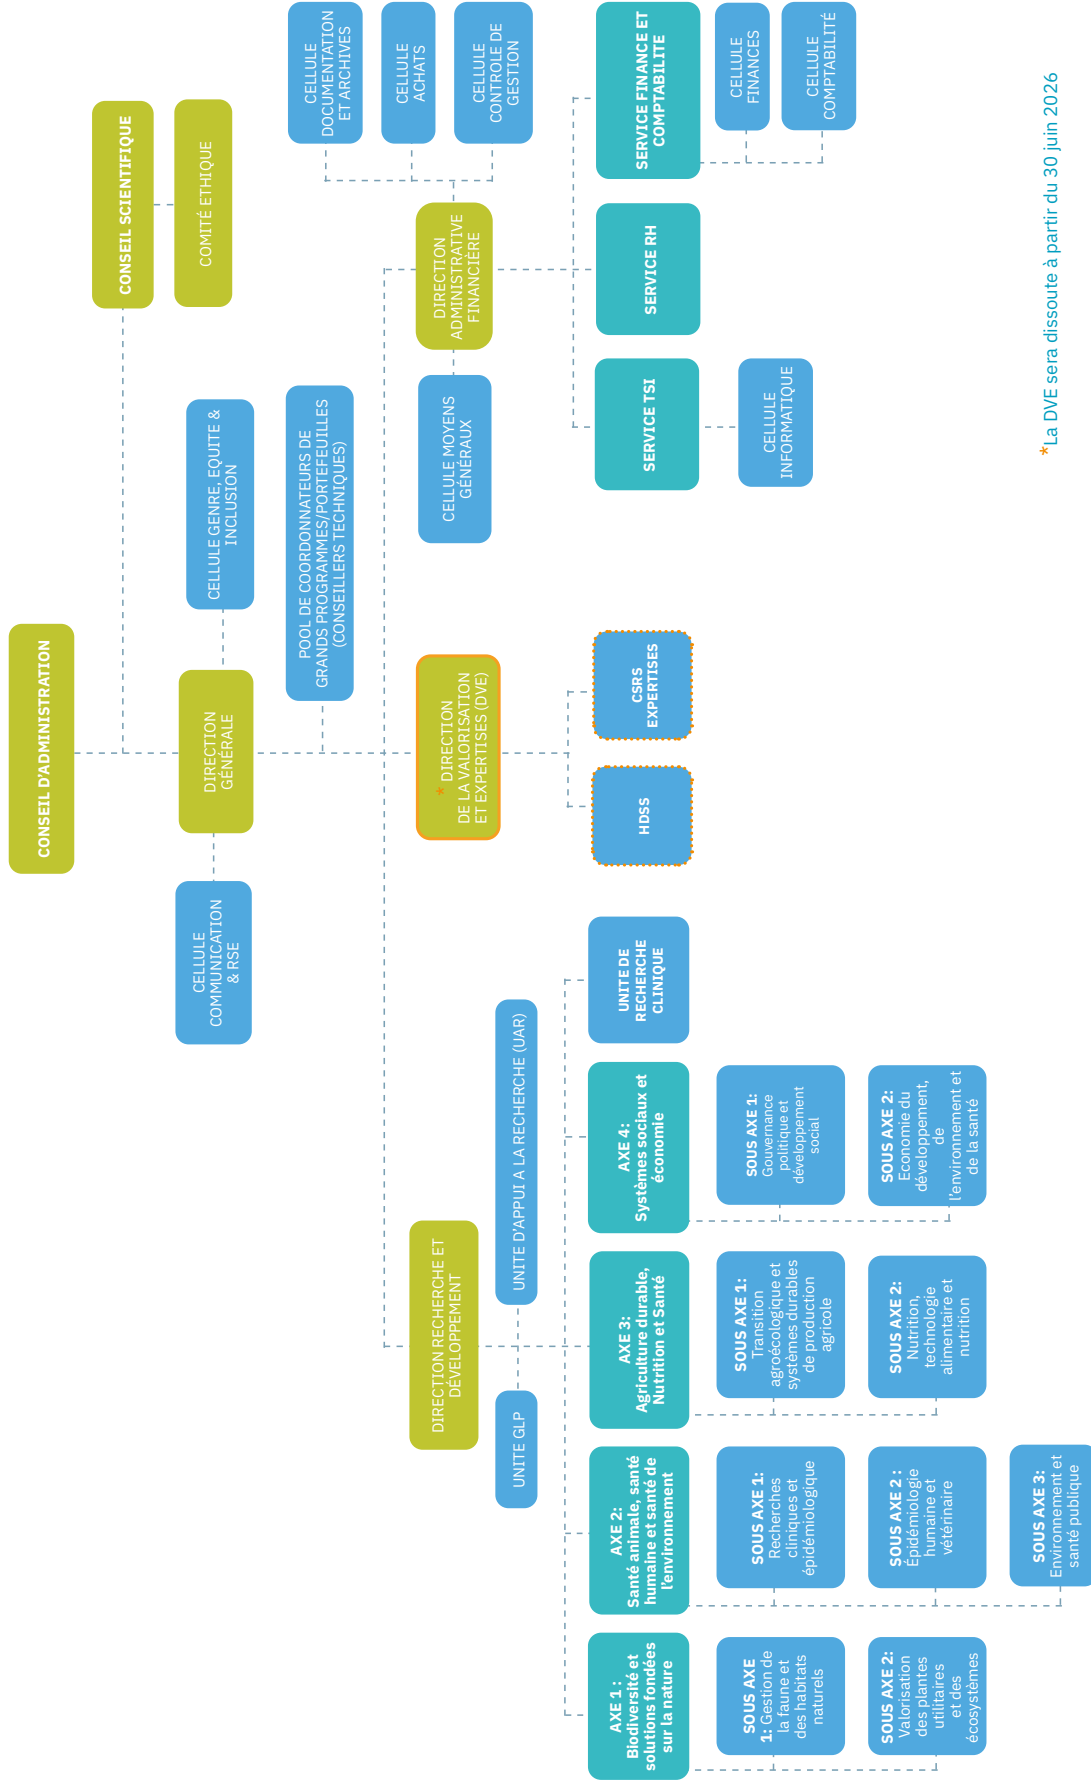 CONSEIL D'ADMINISTRATION
CONSEIL SCIENTIFIQUE
COMITÉ ETHIQUE
CELLULE
COMMUNICATION
& RSE
DIRECTION
GÉNÉRALE
CELLULE GENRE, EQUITE &
INCLUSION
POOL DE COORDONNATEURS DE
GRANDS PROGRAMMES/PORTEFEUILLES
(CONSEILLERS TECHNIQUES)
CELLULE
DOCUMENTATION
ET ARCHIVES
CELLULE
ACHATS
CELLULE
CONTROLE DE
GESTION
DIRECTION RECHERCHE ET
DÉVELOPPEMENT
* DIRECTION
DE LA VALORISATION
ET EXPERTISES (DVE)
CELLULE MOYENS
GÉNÉRAUX
DIRECTION
ADMINISTRATIVE
FINANCIÈRE
UNITE GLP
UNITE D'APPUI A LA RECHERCHE (UAR)
AXE 1 :
Biodiversité et
solutions fondées
sur la nature
AXE 2:
Santé animale, santé
humaine et santé de
l'environnement
AXE 3:
Agriculture durable,
Nutrition et Santé
AXE 4:
Systèmes sociaux et
économie
UNITE DE
RECHERCHE
CLINIQUE
HDSS
CSRS
EXPERTISES
SERVICE TSI
SERVICE RH
SERVICE FINANCE ET
COMPTABILITE
SOUS AXE
1: Gestion de
la faune et
des habitats
naturels
SOUS AXE 1:
Recherches
cliniques et
épidémiologique
SOUS AXE 1:
Transition
agroécologique et
systèmes durables
de production
agricole
SOUS AXE 1:
Gouvernance
politique et
développement
social
CELLULE
INFORMATIQUE
CELLULE
FINANCES
CELLULE
COMPTABILITÉ
SOUS AXE 2:
Valorisation
des plantes
utilitaires
et des
écosystèmes
SOUS AXE 2 :
Épidémiologie
humaine et
vétérinaire
SOUS AXE 2:
Nutrition,
technologie
alimentaire et
nutrition
SOUS AXE 2:
Economie du
développement,
de
l'environnement et
de la santé
SOUS AXE 3:
Environnement et
santé publique
*La DVE sera dissoute à partir du 30 juin 2026